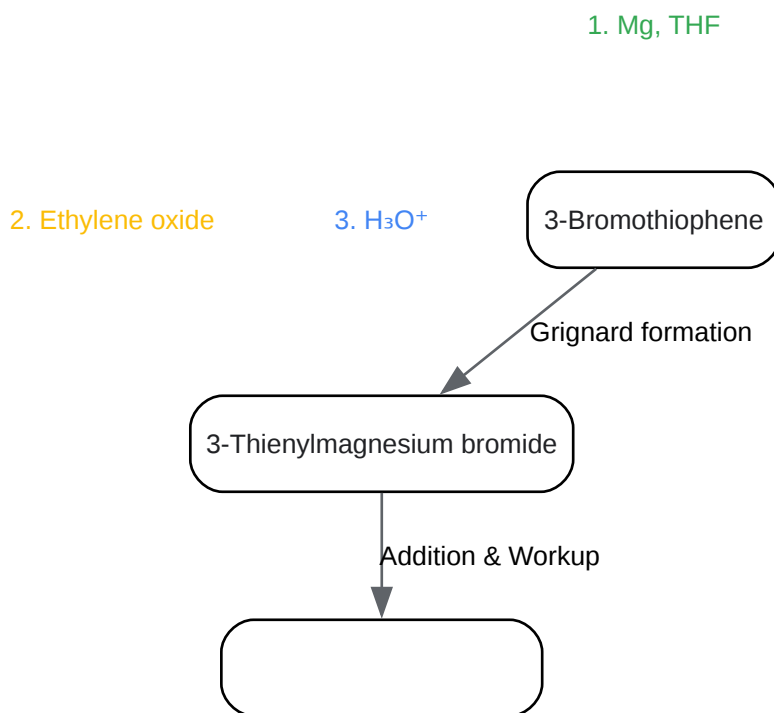 1. Mg, THF
2. Ethylene oxide
3. H₃O⁺
3-Bromothiophene
Grignard formation
3-Thienylmagnesium bromide
Addition & Workup